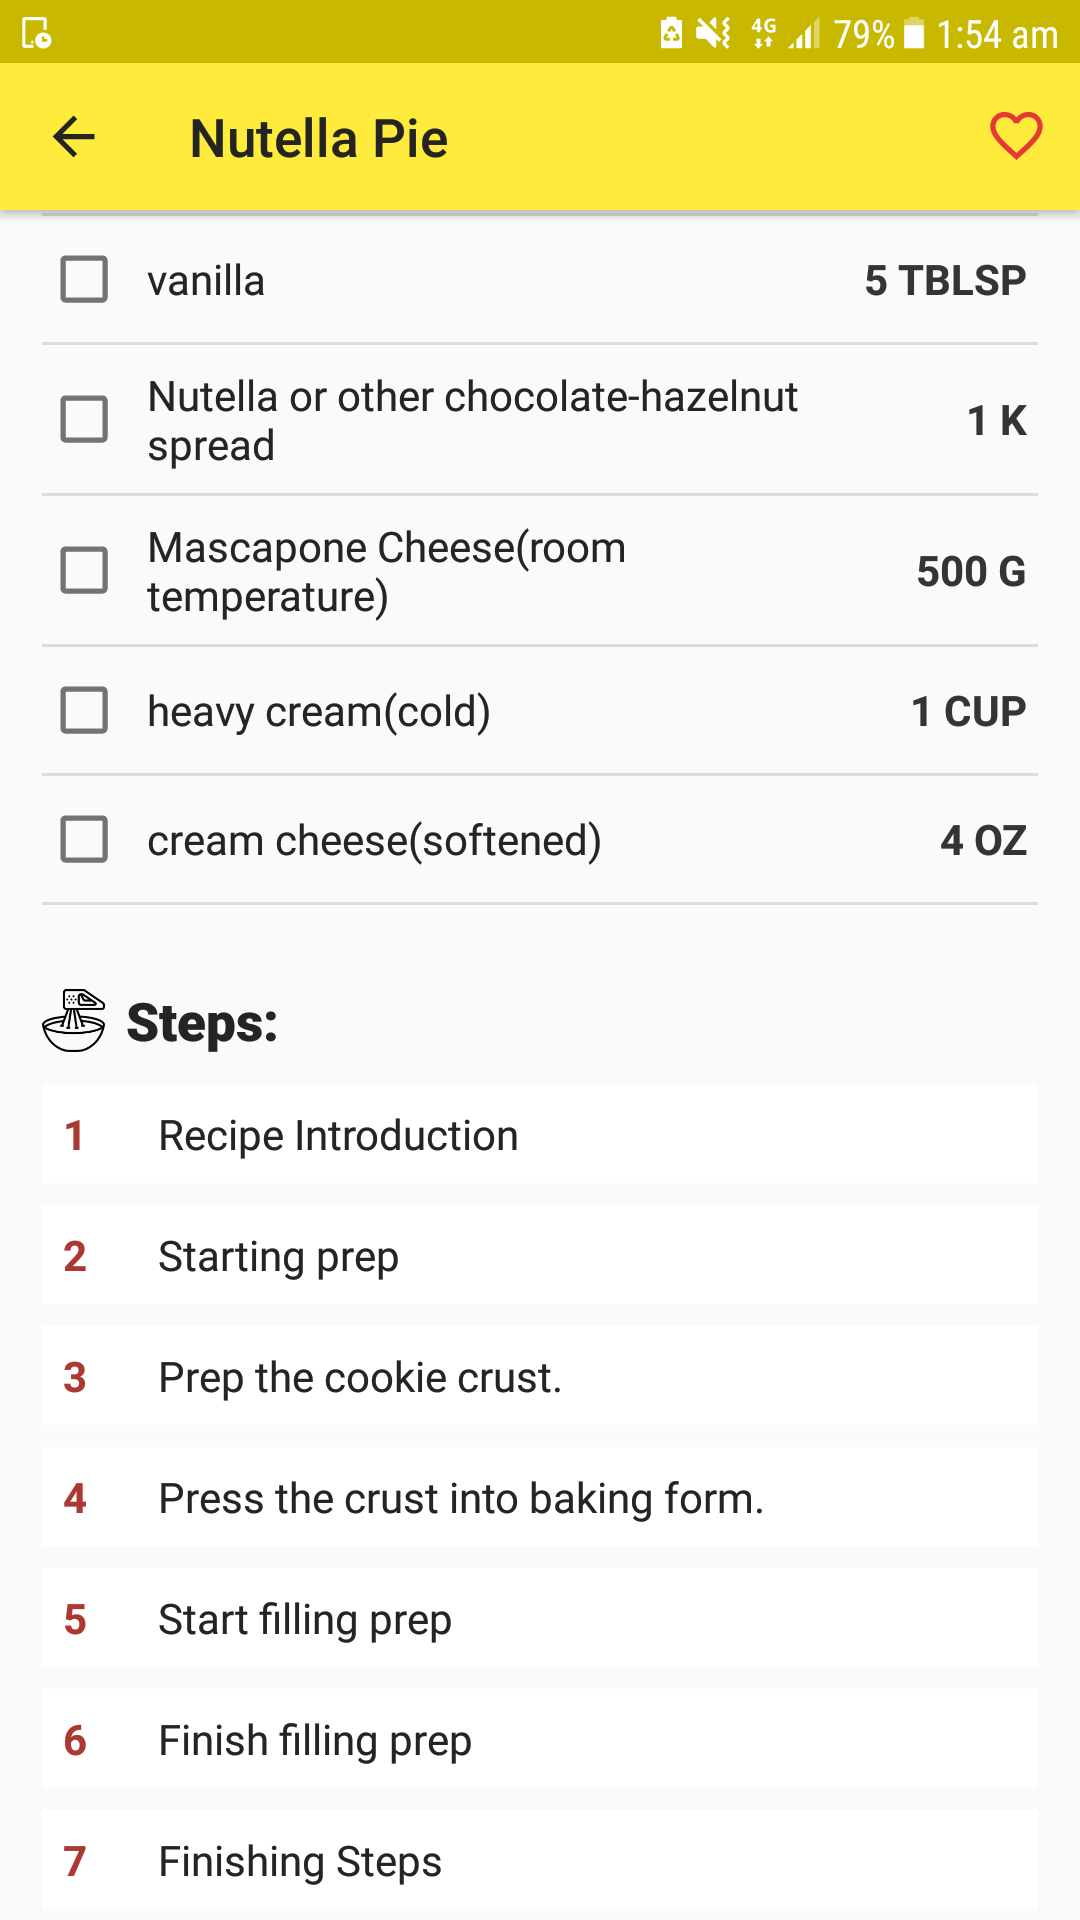 4G 79% 1:54 am
Nutella Pie
vanilla 5 TBLSP
Nutella or other chocolate-hazelnut
spread 1 K
Mascapone Cheese(room
temperature) 500 G
heavy cream(cold) 1 CUP
cream cheese(softened) 4 OZ
Steps:
1 Recipe Introduction
2 Starting prep
3 Prep the cookie crust.
4 Press the crust into baking form.
5 Start filling prep
6 Finish filling prep
7 Finishing Steps